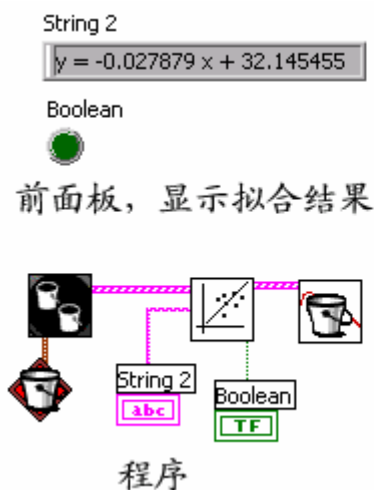 String 2
y = -0.027879 x + 32.145455
Boolean
前面板，显示拟合结果
String 2
abc
Boolean
TF
程序